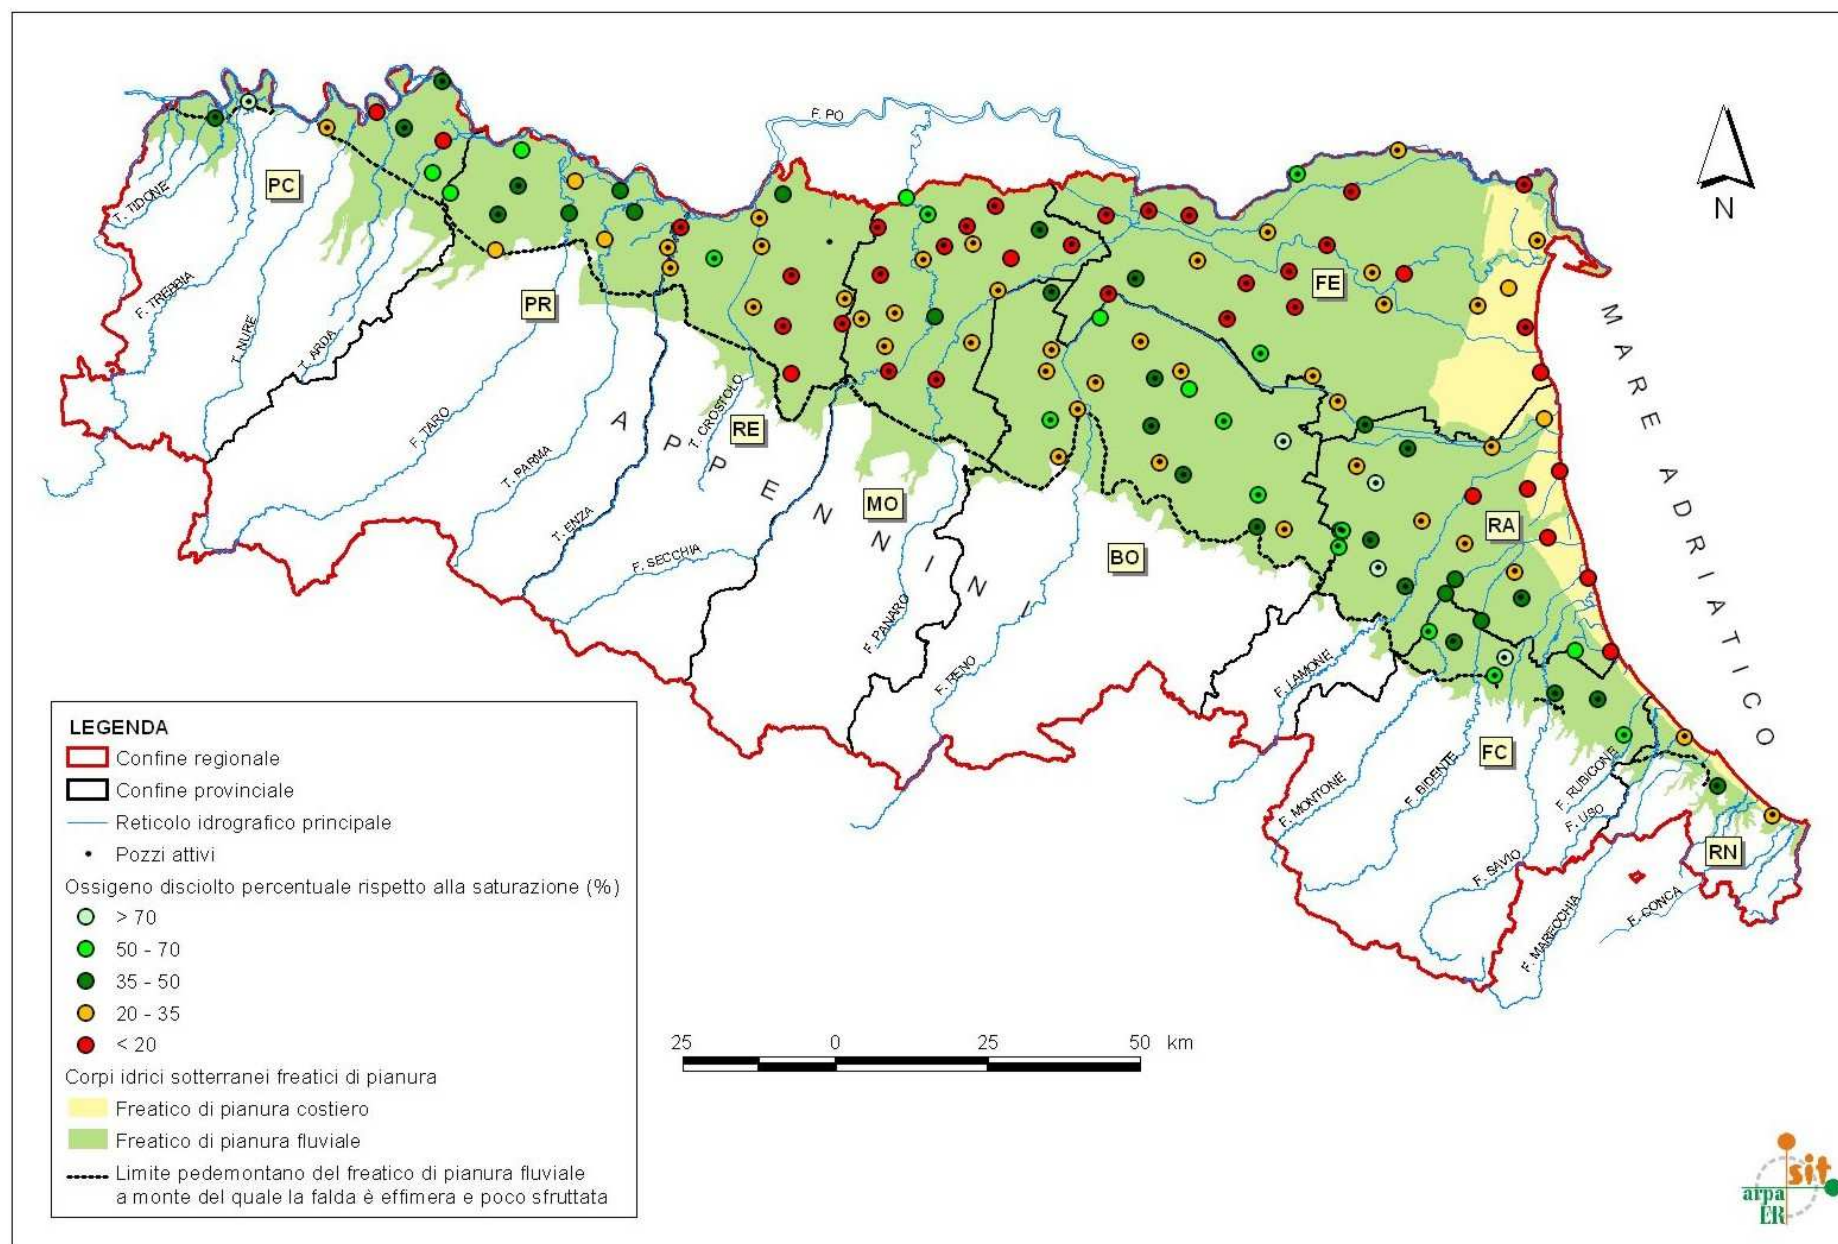 F. PO
N
PC
T. TIDONE
F. TREBBIA
T. NURE
T. ARDA
PR
FE
F. TARO
T. PARMA
T. ENZA
T. CROSTOLO
RE
MO
F. SECCHIA
F. PANARO
F. RENO
BO
RA
APPENNINI
MARE ADRIATICO
F. LAMONE
F. MONTONE
F. BIDENTE
FC
F. SAVIO
F. RUBICONE
F. USO
F. MARECCHIA
F. CONCA
RN
LEGENDA
Confine regionale
Confine provinciale
Reticolo idrografico principale
Pozzi attivi
Ossigeno disciolto percentuale rispetto alla saturazione (%)
> 70
50 - 70
35 - 50
20 - 35
< 20
Corpi idrici sotterranei freatici di pianura
Freatico di pianura costiero
Freatico di pianura fluviale
Limite pedemontano del freatico di pianura fluviale
a monte del quale la falda è effimera e poco sfruttata
25 0 25 50 km
sit
arpa
ER